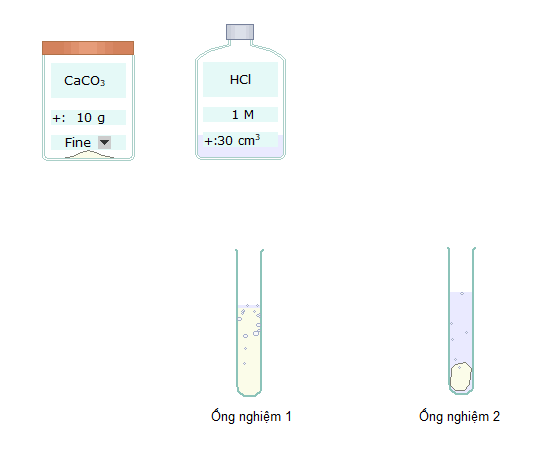 CaCO₃
+: 10 g
Fine
HCl
1 M
+:30 cm³
Ống nghiệm 1
Ống nghiệm 2